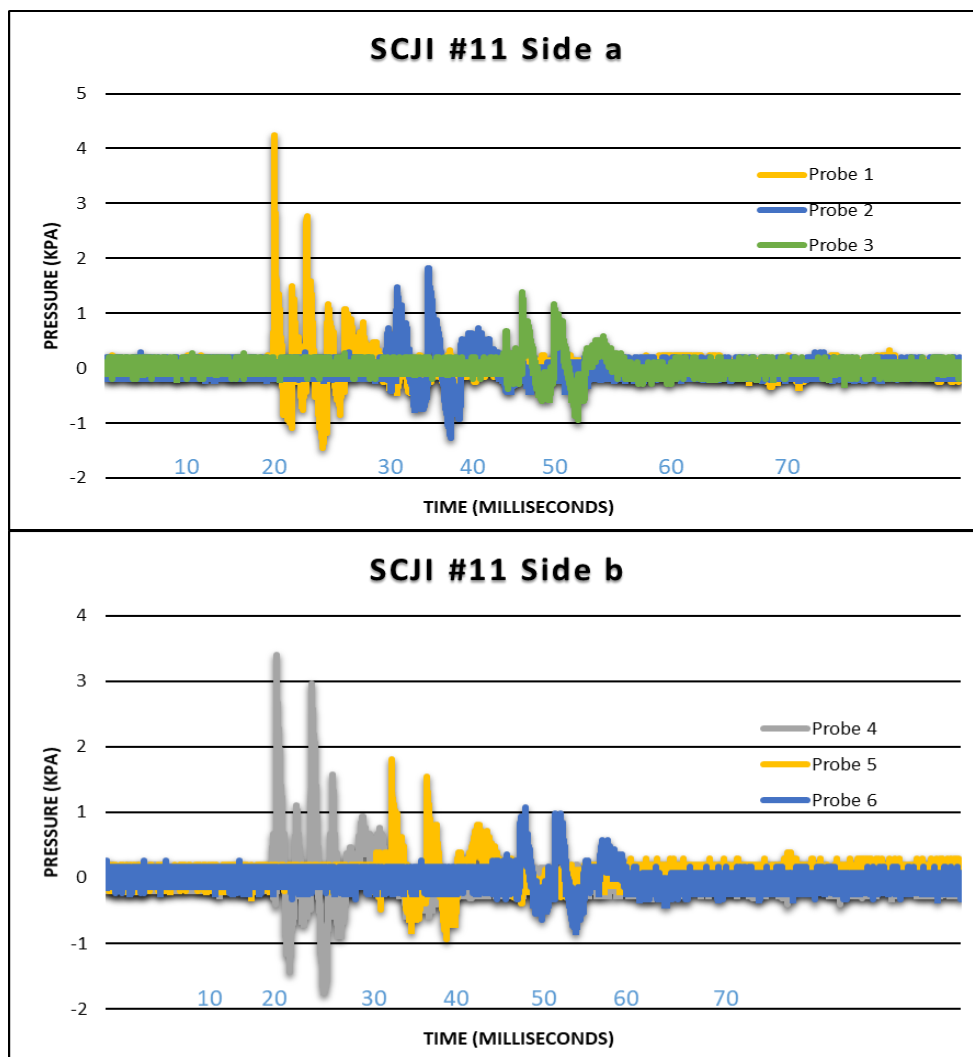 SCJI #11 Side a
5
4
3
2
1
0
-1
-2
PRESSURE (KPA)
Probe 1
Probe 2
Probe 3
10 20 30 40 50 60 70
TIME (MILLISECONDS)
SCJI #11 Side b
4
3
2
1
0
-1
-2
PRESSURE (KPA)
Probe 4
Probe 5
Probe 6
10 20 30 40 50 60 70
TIME (MILLISECONDS)